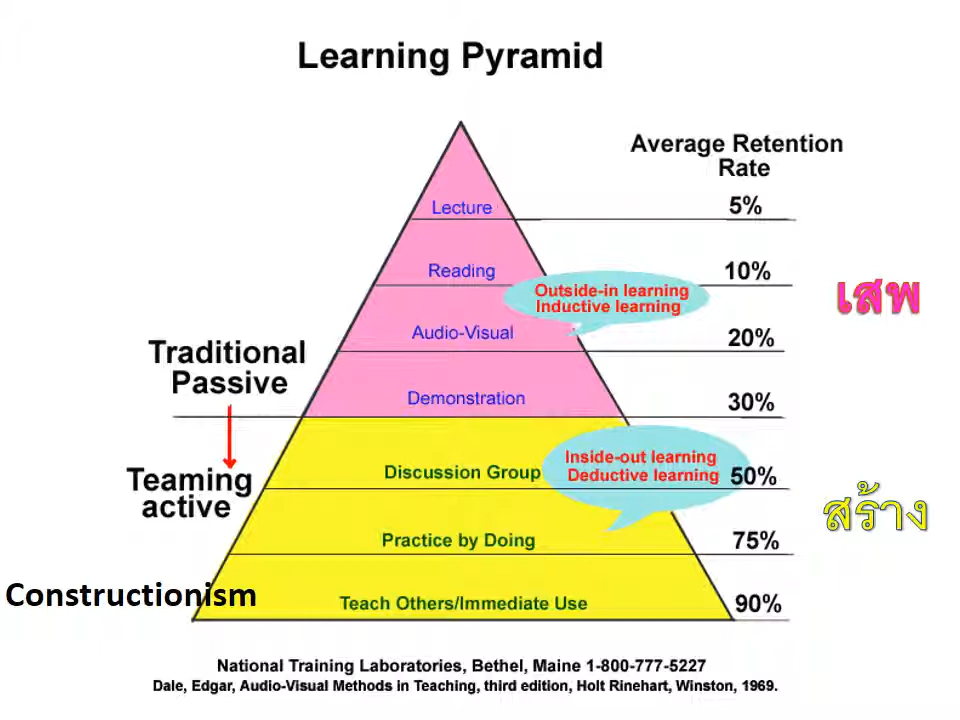 Learning Pyramid
Average Retention
Rate
Lecture
5%
Reading
10%
Outside-in learning
Inductive learning
เสพ
Audio-Visual
20%
Traditional
Passive
Demonstration
30%
Teaming
active
Discussion Group
Inside-out learning
Deductive learning
50%
สร้าง
Practice by Doing
75%
Constructionism
Teach Others/Immediate Use
90%
National Training Laboratories, Bethel, Maine 1-800-777-5227
Dale, Edgar, Audio-Visual Methods in Teaching, third edition, Holt Rinehart, Winston, 1969.